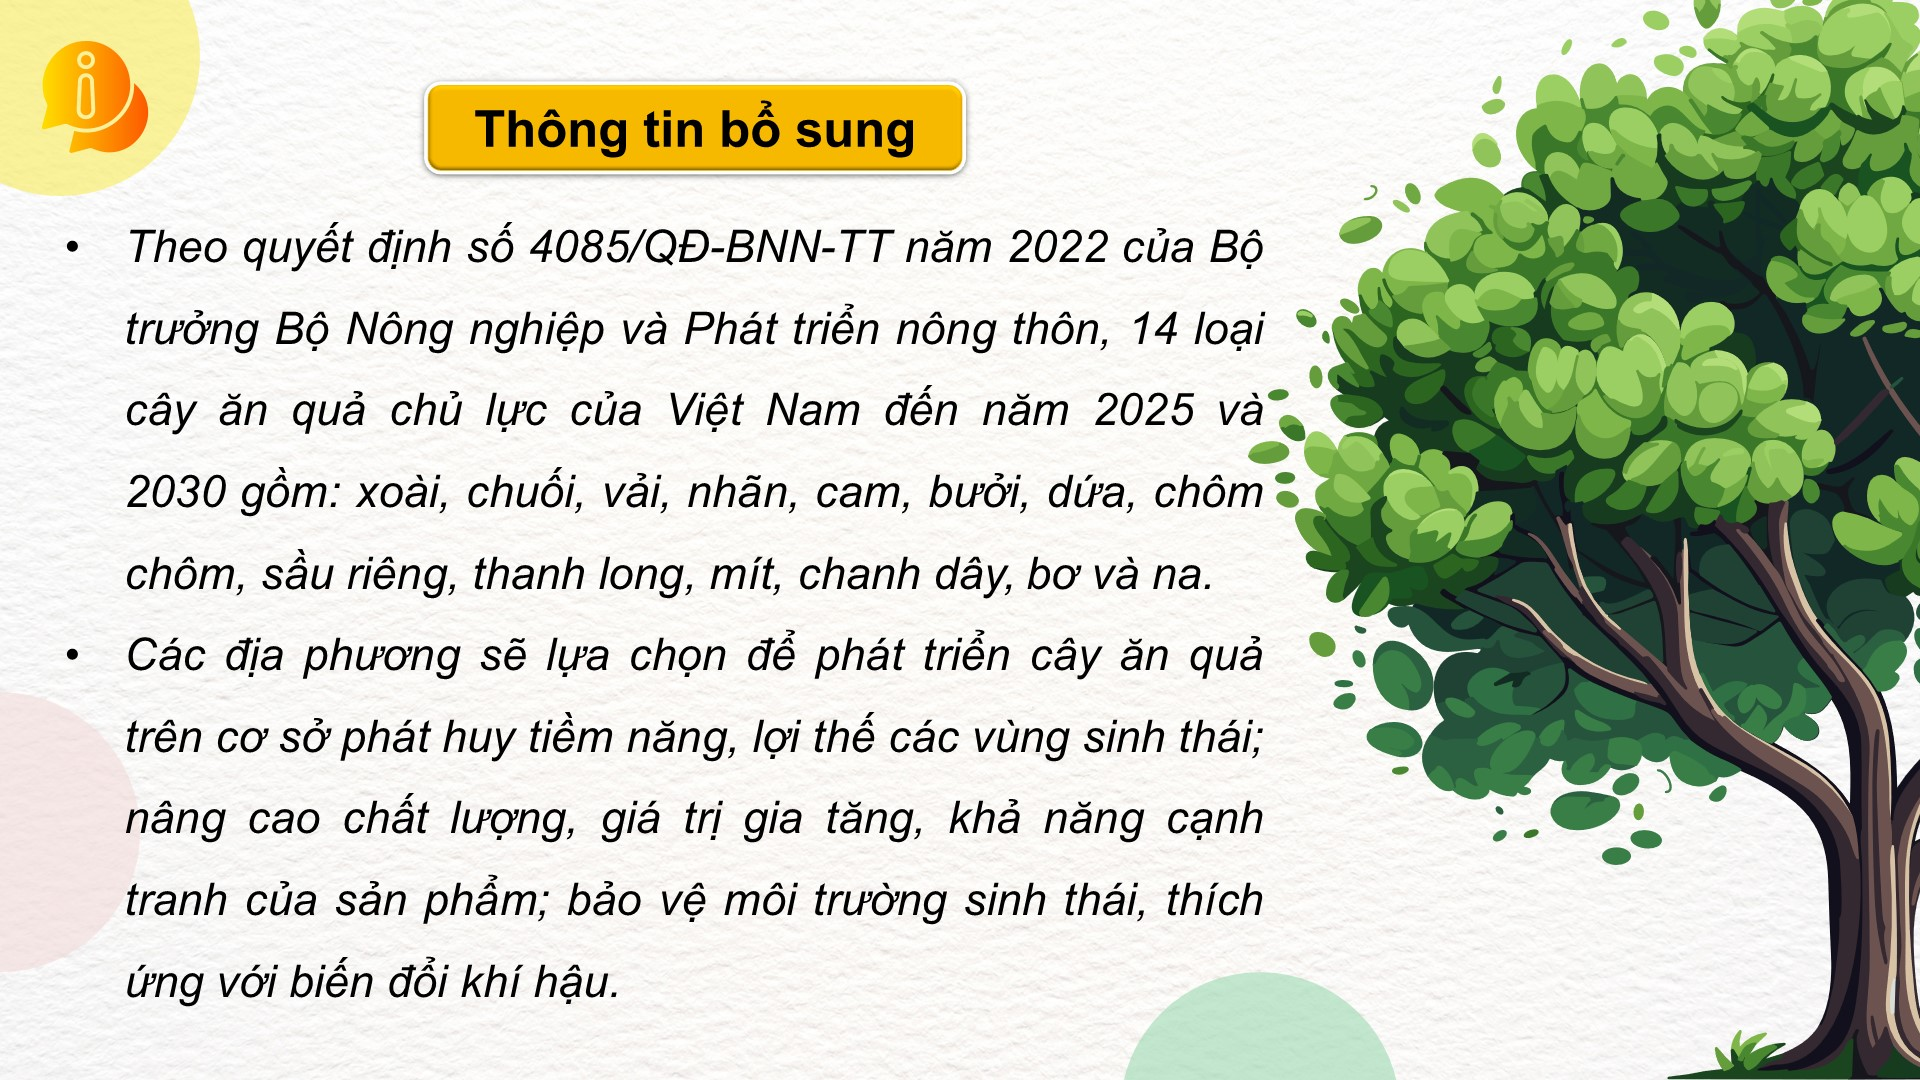 Thông tin bổ sung
• Theo quyết định số 4085/QĐ-BNN-TT năm 2022 của Bộ
trưởng Bộ Nông nghiệp và Phát triển nông thôn, 14 loại
cây ăn quả chủ lực của Việt Nam đến năm 2025 và
2030 gồm: xoài, chuối, vải, nhãn, cam, bưởi, dứa, chôm
chôm, sầu riêng, thanh long, mít, chanh dây, bơ và na.
• Các địa phương sẽ lựa chọn để phát triển cây ăn quả
trên cơ sở phát huy tiềm năng, lợi thế các vùng sinh thái;
nâng cao chất lượng, giá trị gia tăng, khả năng cạnh
tranh của sản phẩm; bảo vệ môi trường sinh thái, thích
ứng với biến đổi khí hậu.